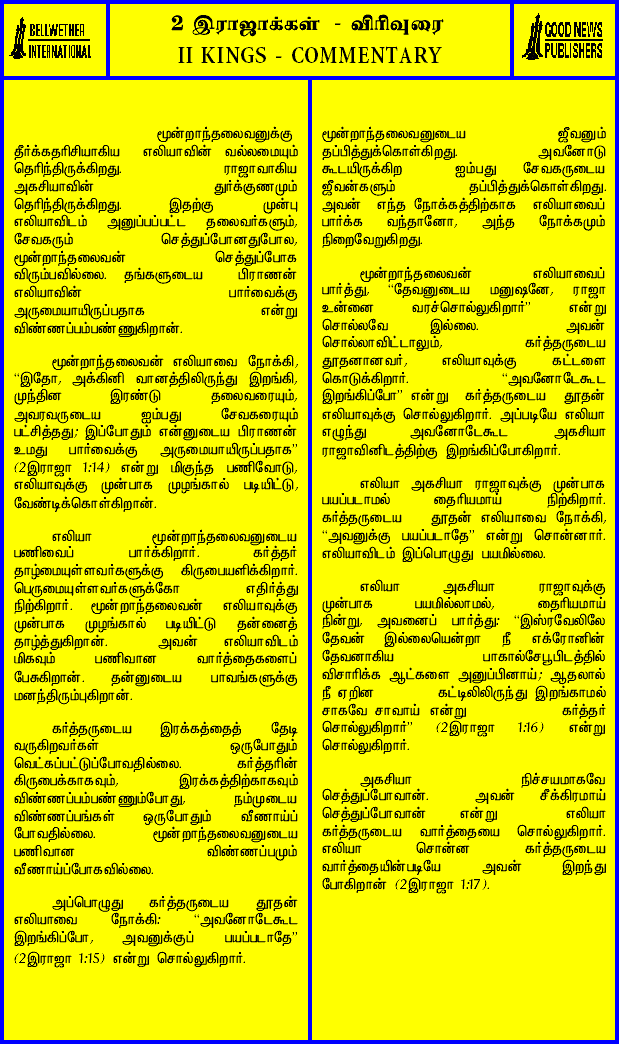 BELLWETHER
INTERNATIONAL
2 இராஜாக்கள் - விரிவுரை
II KINGS - COMMENTARY
GOOD NEWS
PUBLISHERS
மூன்றாந்தலைவனுக்கு
தீர்க்கதரிசியாகிய எலியாவின் வல்லமையும்
தெரிந்திருக்கிறது. ராஜாவாகிய
அகசியாவின் துர்க்குணமும்
தெரிந்திருக்கிறது. இதற்கு முன்பு
எலியாவிடம் அனுப்பப்பட்ட தலைவர்களும்,
சேவகரும் செத்துப்போனதுபோல,
மூன்றாந்தலைவன் செத்துப்போக
விரும்பவில்லை. தங்களுடைய பிராணன்
எலியாவின் பார்வைக்கு
அருமையாயிருப்பதாக என்று
விண்ணப்பம்பண்ணுகிறான்.
மூன்றாந்தலைவன் எலியாவை நோக்கி,
“இதோ, அக்கினி வானத்திலிருந்து இறங்கி,
முந்தின இரண்டு தலைவரையும்,
அவரவருடைய ஐம்பது சேவகரையும்
பட்சித்தது; இப்போதும் என்னுடைய பிராணன்
உமது பார்வைக்கு அருமையாயிருப்பதாக”
(2இராஜா 1:14) என்று மிகுந்த பணிவோடு,
எலியாவுக்கு முன்பாக முழங்கால் படியிட்டு,
வேண்டிக்கொள்கிறான்.
எலியா மூன்றாந்தலைவனுடைய
பணிவைப் பார்க்கிறார். கர்த்தர்
தாழ்மையுள்ளவர்களுக்கு கிருபையளிக்கிறார்.
பெருமையுள்ளவர்களுக்கோ எதிர்த்து
நிற்கிறார். மூன்றாந்தலைவன் எலியாவுக்கு
முன்பாக முழங்கால் படியிட்டு தன்னைத்
தாழ்த்துகிறான். அவன் எலியாவிடம்
மிகவும் பணிவான வார்த்தைகளைப்
பேசுகிறான். தன்னுடைய பாவங்களுக்கு
மனந்திரும்புகிறான்.
கர்த்தருடைய இரக்கத்தைத் தேடி
வருகிறவர்கள் ஒருபோதும்
வெட்கப்பட்டுப்போவதில்லை. கர்த்தரின்
கிருபைக்காகவும், இரக்கத்திற்காகவும்
விண்ணப்பம்பண்ணும்போது, நம்முடைய
விண்ணப்பங்கள் ஒருபோதும் வீணாய்ப்
போவதில்லை. மூன்றாந்தலைவனுடைய
பணிவான விண்ணப்பமும்
வீணாய்ப்போகவில்லை.
அப்பொழுது கர்த்தருடைய தூதன்
எலியாவை நோக்கி: “அவனோடேகூட
இறங்கிப்போ, அவனுக்குப் பயப்படாதே”
(2இராஜா 1:15) என்று சொல்லுகிறார்.
மூன்றாந்தலைவனுடைய ஜீவனும்
தப்பித்துக்கொள்கிறது. அவனோடு
கூடயிருக்கிற ஐம்பது சேவகருடைய
ஜீவன்களும் தப்பித்துக்கொள்கிறது.
அவன் எந்த நோக்கத்திற்காக எலியாவைப்
பார்க்க வந்தானோ, அந்த நோக்கமும்
நிறைவேறுகிறது.
மூன்றாந்தலைவன் எலியாவைப்
பார்த்து, “தேவனுடைய மனுஷனே, ராஜா
உன்னை வரச்சொல்லுகிறார்” என்று
சொல்லவே இல்லை. அவன்
சொல்லாவிட்டாலும், கர்த்தருடைய
தூதனானவர், எலியாவுக்கு கட்டளை
கொடுக்கிறார். “அவனோடேகூட
இறங்கிப்போ” என்று கர்த்தருடைய தூதன்
எலியாவுக்கு சொல்லுகிறார். அப்படியே எலியா
எழுந்து அவனோடேகூட அகசியா
ராஜாவினிடத்திற்கு இறங்கிப்போகிறார்.
எலியா அகசியா ராஜாவுக்கு முன்பாக
பயப்படாமல் தைரியமாய் நிற்கிறார்.
கர்த்தருடைய தூதன் எலியாவை நோக்கி,
“அவனுக்கு பயப்படாதே” என்று சொன்னார்.
எலியாவிடம் இப்பொழுது பயமில்லை.
எலியா அகசியா ராஜாவுக்கு
முன்பாக பயமில்லாமல், தைரியமாய்
நின்று, அவனைப் பார்த்து: “இஸ்ரவேலிலே
தேவன் இல்லையென்றா நீ எக்ரோனின்
தேவனாகிய பாகால்சேபூபிடத்தில்
விசாரிக்க ஆட்களை அனுப்பினாய்; ஆதலால்
நீ ஏறின கட்டிலிலிருந்து இறங்காமல்
சாகவே சாவாய் என்று கர்த்தர்
சொல்லுகிறார்” (2இராஜா 1:16) என்று
சொல்லுகிறார்.
அகசியா நிச்சயமாகவே
செத்துப்போவான். அவன் சீக்கிரமாய்
செத்துப்போவான் என்று எலியா
கர்த்தருடைய வார்த்தையை சொல்லுகிறார்.
எலியா சொன்ன கர்த்தருடைய
வார்த்தையின்படியே அவன் இறந்து
போகிறான் (2இராஜா 1:17).